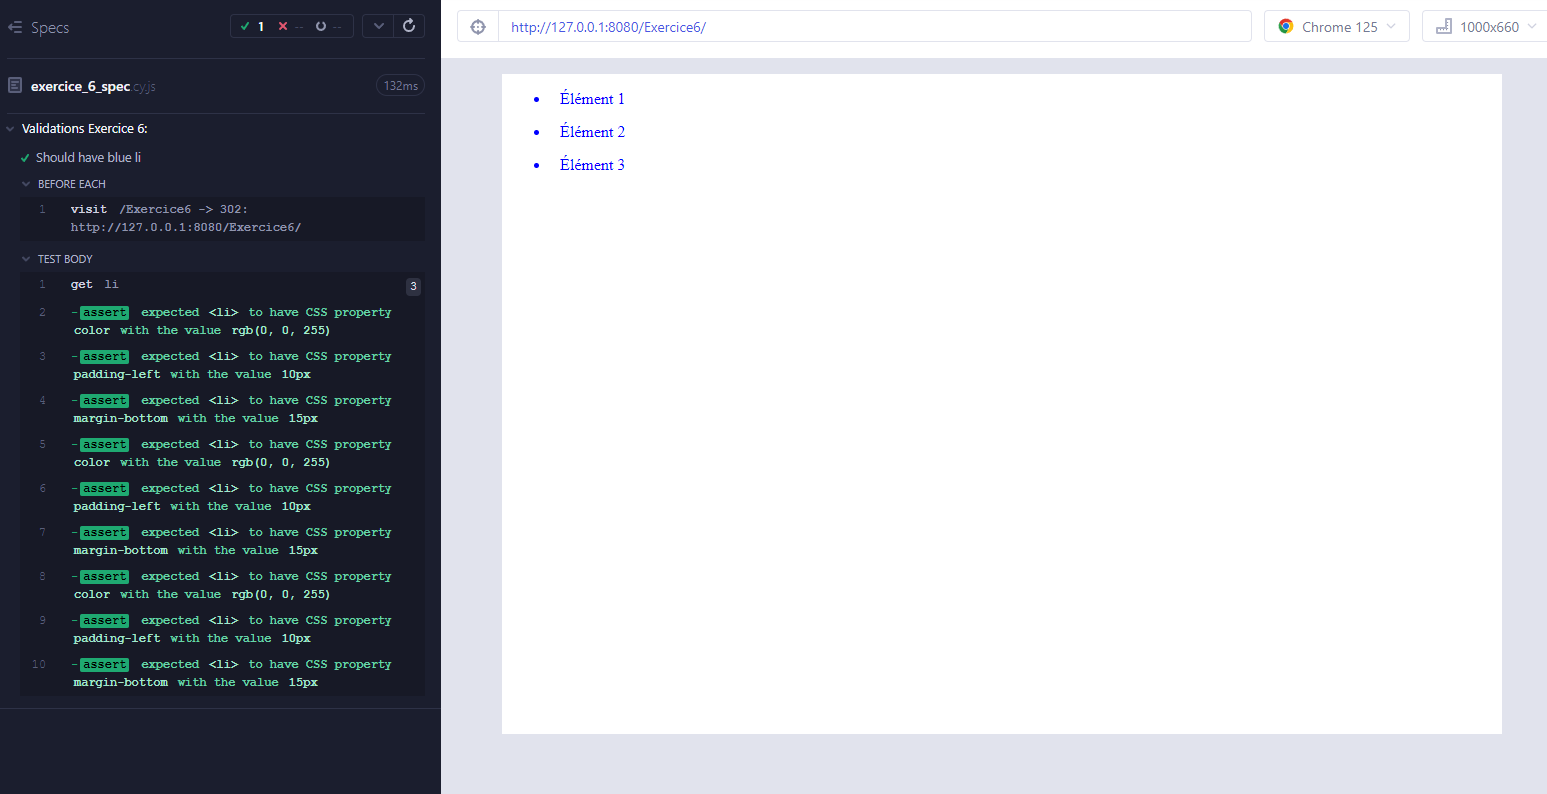 Specs
1 -- --
exercice_6_spec.cy.js 132ms
Validations Exercice 6:
Should have blue li
BEFORE EACH
1 visit /Exercice6 -> 302:
http://127.0.0.1:8080/Exercice6/
TEST BODY
1 get li 3
2 -assert expected <li> to have CSS property
color with the value rgb(0, 0, 255)
3 -assert expected <li> to have CSS property
padding-left with the value 10px
4 -assert expected <li> to have CSS property
margin-bottom with the value 15px
5 -assert expected <li> to have CSS property
color with the value rgb(0, 0, 255)
6 -assert expected <li> to have CSS property
padding-left with the value 10px
7 -assert expected <li> to have CSS property
margin-bottom with the value 15px
8 -assert expected <li> to have CSS property
color with the value rgb(0, 0, 255)
9 -assert expected <li> to have CSS property
padding-left with the value 10px
10 -assert expected <li> to have CSS property
margin-bottom with the value 15px
http://127.0.0.1:8080/Exercice6/
Chrome 125
1000x660
• Élément 1
• Élément 2
• Élément 3